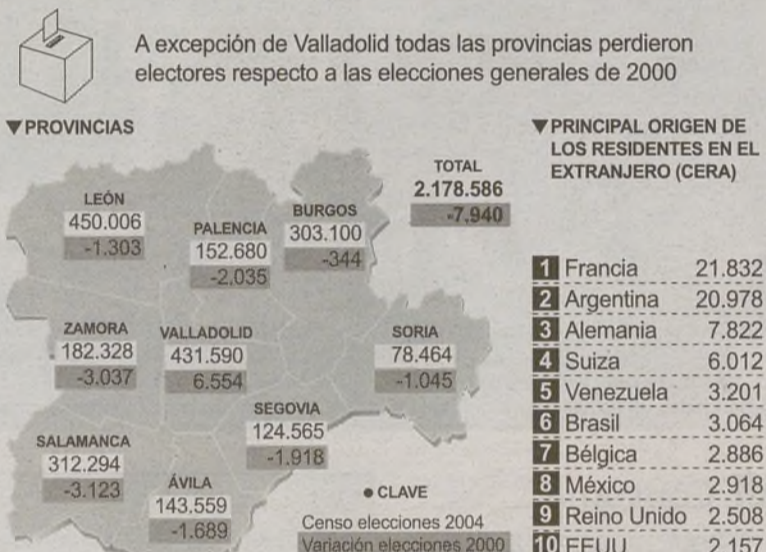 A excepción de Valladolid todas las provincias perdieron
electores respecto a las elecciones generales de 2000
▼PROVINCIAS
LEÓN
450.006
-1.303
PALENCIA
152.680
-2.035
BURGOS
303.100
-344
TOTAL
2.178.586
-7.940
ZAMORA
182.328
-3.037
VALLADOLID
431.590
6.554
SORIA
78.464
-1.045
SEGOVIA
124.565
-1.918
SALAMANCA
312.294
-3.123
ÁVILA
143.559
-1.689
● CLAVE
Censo elecciones 2004
Variación elecciones 2000
▼PRINCIPAL ORIGEN DE
LOS RESIDENTES EN EL
EXTRANJERO (CERA)
1 Francia 21.832
2 Argentina 20.978
3 Alemania 7.822
4 Suiza 6.012
5 Venezuela 3.201
6 Brasil 3.064
7 Bélgica 2.886
8 México 2.918
9 Reino Unido 2.508
10 EEUU 2.157